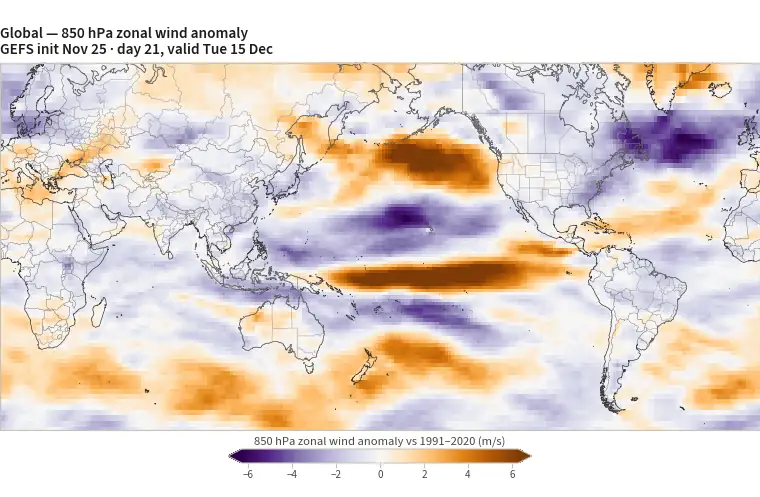 Global — 850 hPa zonal wind anomaly
GEFS init Nov 25 · day 21, valid Tue 15 Dec
850 hPa zonal wind anomaly vs 1991–2020 (m/s)
−6 −4 −2 0 2 4 6